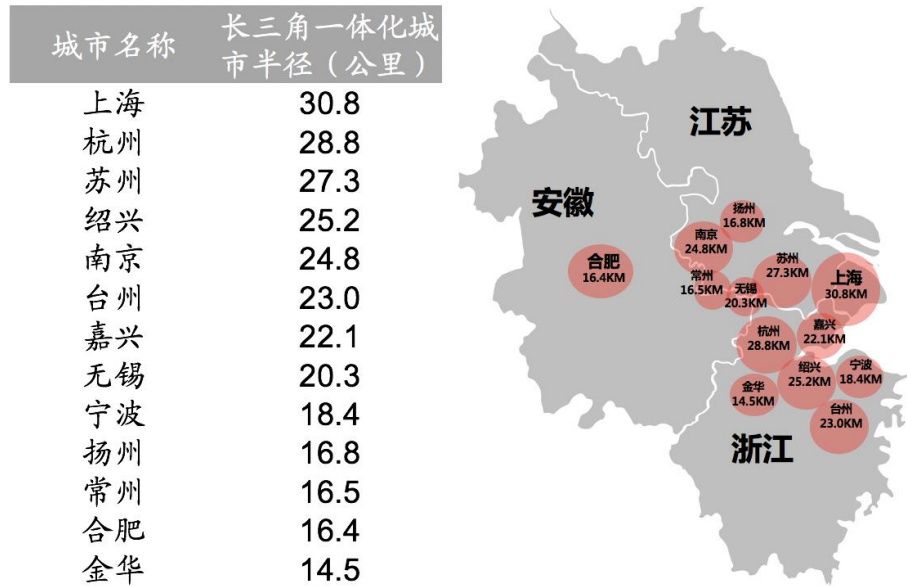 城市名称 长三角一体化城市半径（公里）
上海 30.8
杭州 28.8
苏州 27.3
绍兴 25.2
南京 24.8
台州 23.0
嘉兴 22.1
无锡 20.3
宁波 18.4
扬州 16.8
常州 16.5
合肥 16.4
金华 14.5
江苏
安徽
扬州
16.8KM
南京
24.8KM
合肥
16.4KM
苏州
27.3KM
上海
30.8KM
常州
16.5KM
无锡
20.3KM
杭州
28.8KM
嘉兴
22.1KM
绍兴
25.2KM
宁波
18.4KM
金华
14.5KM
台州
23.0KM
浙江